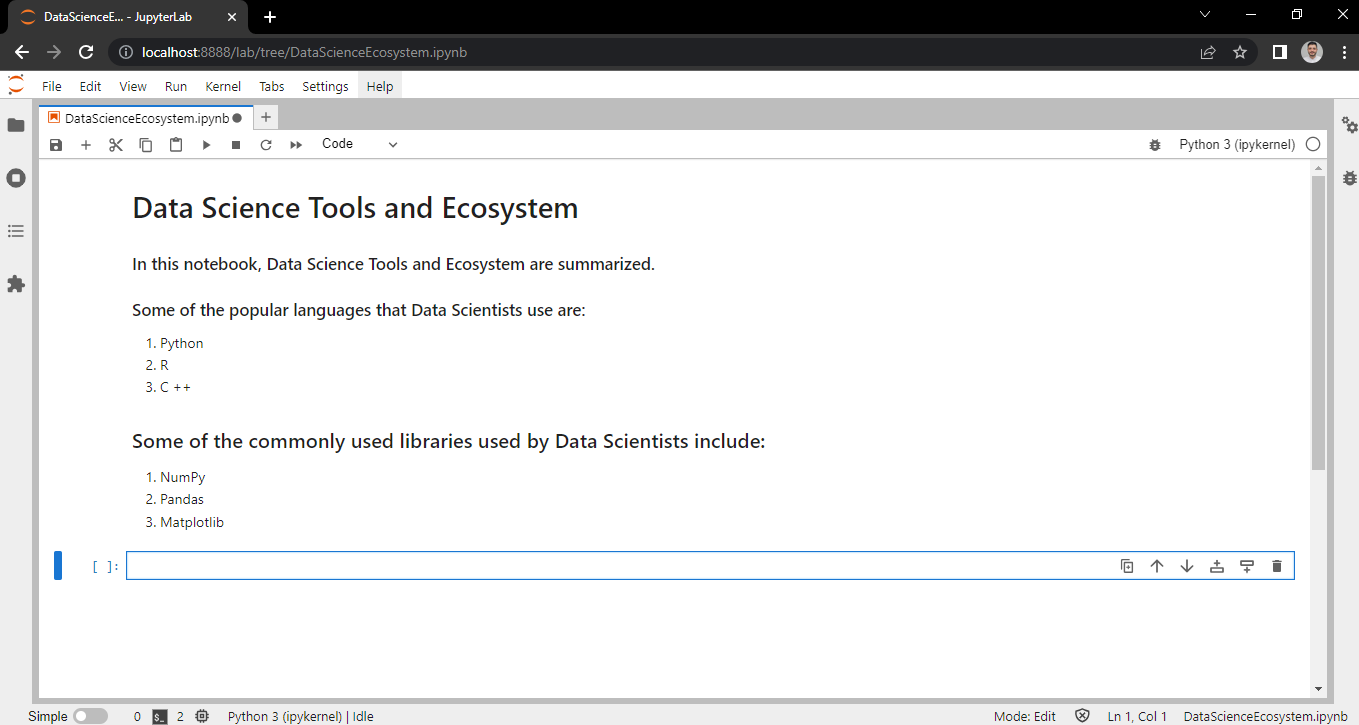 DataScienceE... - JupyterLab
localhost:8888/lab/tree/DataScienceEcosystem.ipynb
File Edit View Run Kernel Tabs Settings Help
DataScienceEcosystem.ipynb
Code Python 3 (ipykernel)
Data Science Tools and Ecosystem
In this notebook, Data Science Tools and Ecosystem are summarized.
Some of the popular languages that Data Scientists use are:
1. Python
2. R
3. C ++
Some of the commonly used libraries used by Data Scientists include:
1. NumPy
2. Pandas
3. Matplotlib
[ ]:
Simple 0 $_ 2 Python 3 (ipykernel) | Idle Mode: Edit Ln 1, Col 1 DataScienceEcosystem.ipynb